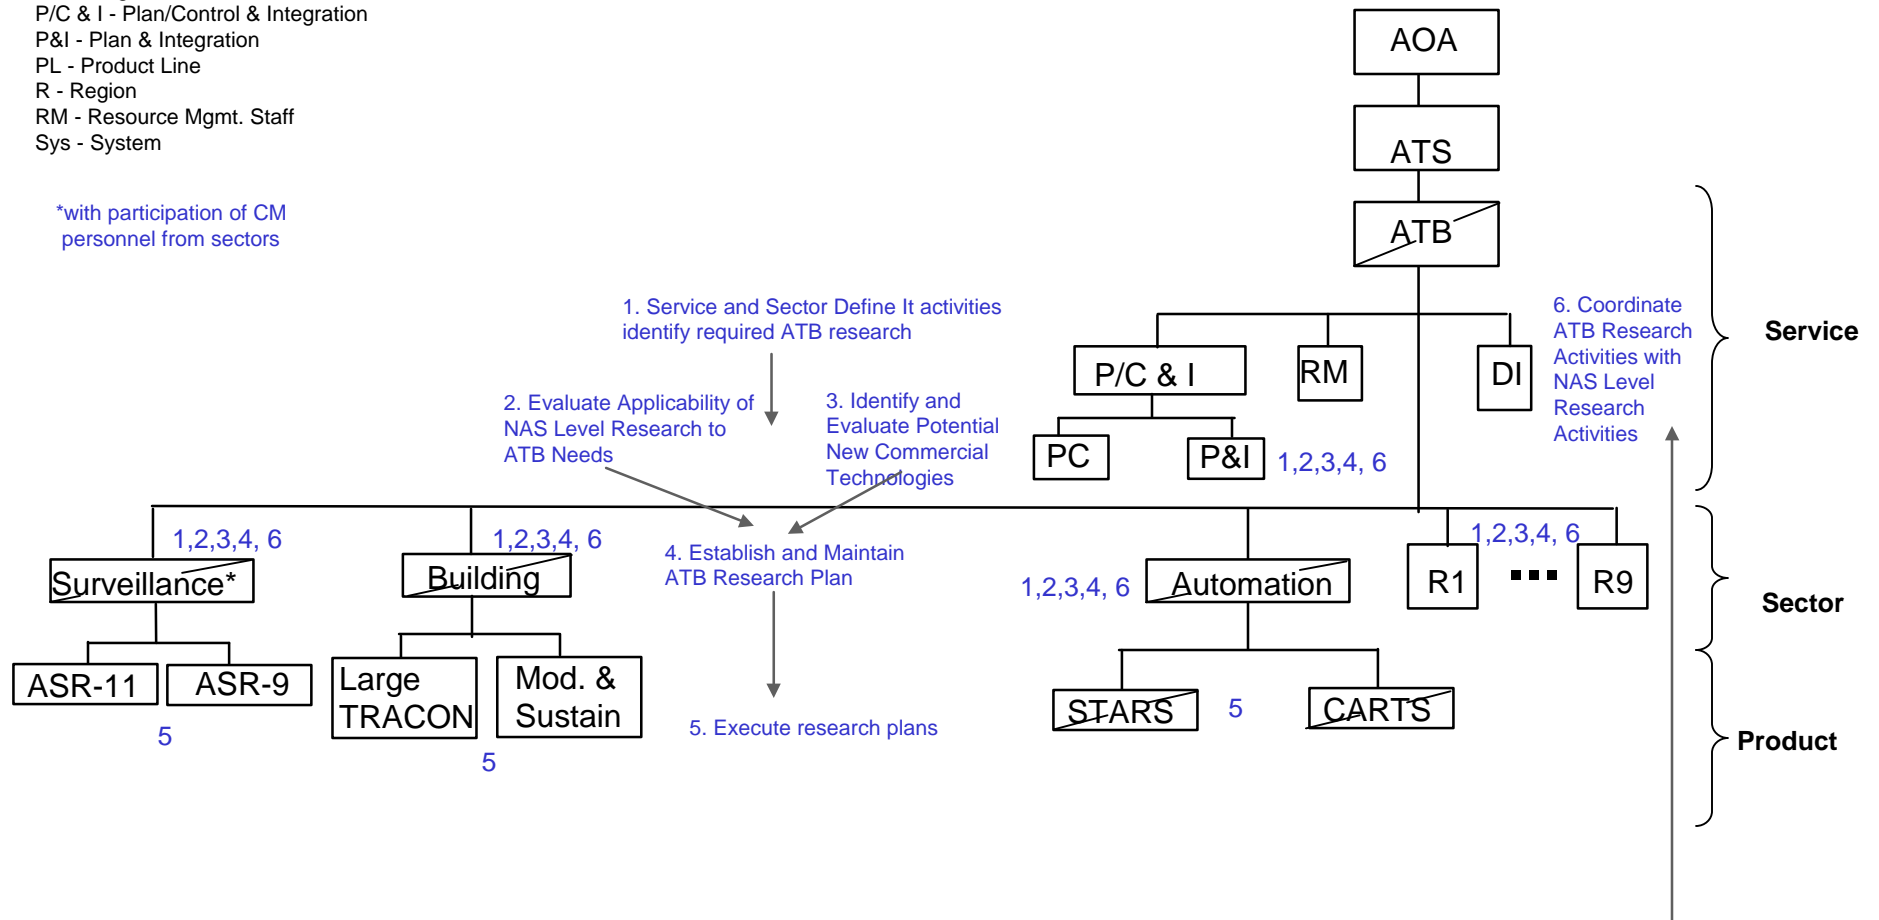 P/C & I - Plan/Control & Integration
P&I - Plan & Integration
PL - Product Line
R - Region
RM - Resource Mgmt. Staff
Sys - System
*with participation of CM
personnel from sectors
AOA
ATS
ATB
Service
1. Service and Sector Define It activities
identify required ATB research
2. Evaluate Applicability of
NAS Level Research to
ATB Needs
3. Identify and
Evaluate Potential
New Commercial
Technologies
P/C & I
RM
DI
6. Coordinate
ATB Research
Activities with
NAS Level
Research
Activities
PC
P&I
1,2,3,4, 6
1,2,3,4, 6
1,2,3,4, 6
4. Establish and Maintain
ATB Research Plan
1,2,3,4, 6
1,2,3,4, 6
Surveillance*
Building
Automation
R1
R9
Sector
ASR-11
ASR-9
5
Large
TRACON
Mod. &
Sustain
5
5. Execute research plans
STARS
5
CARTS
Product